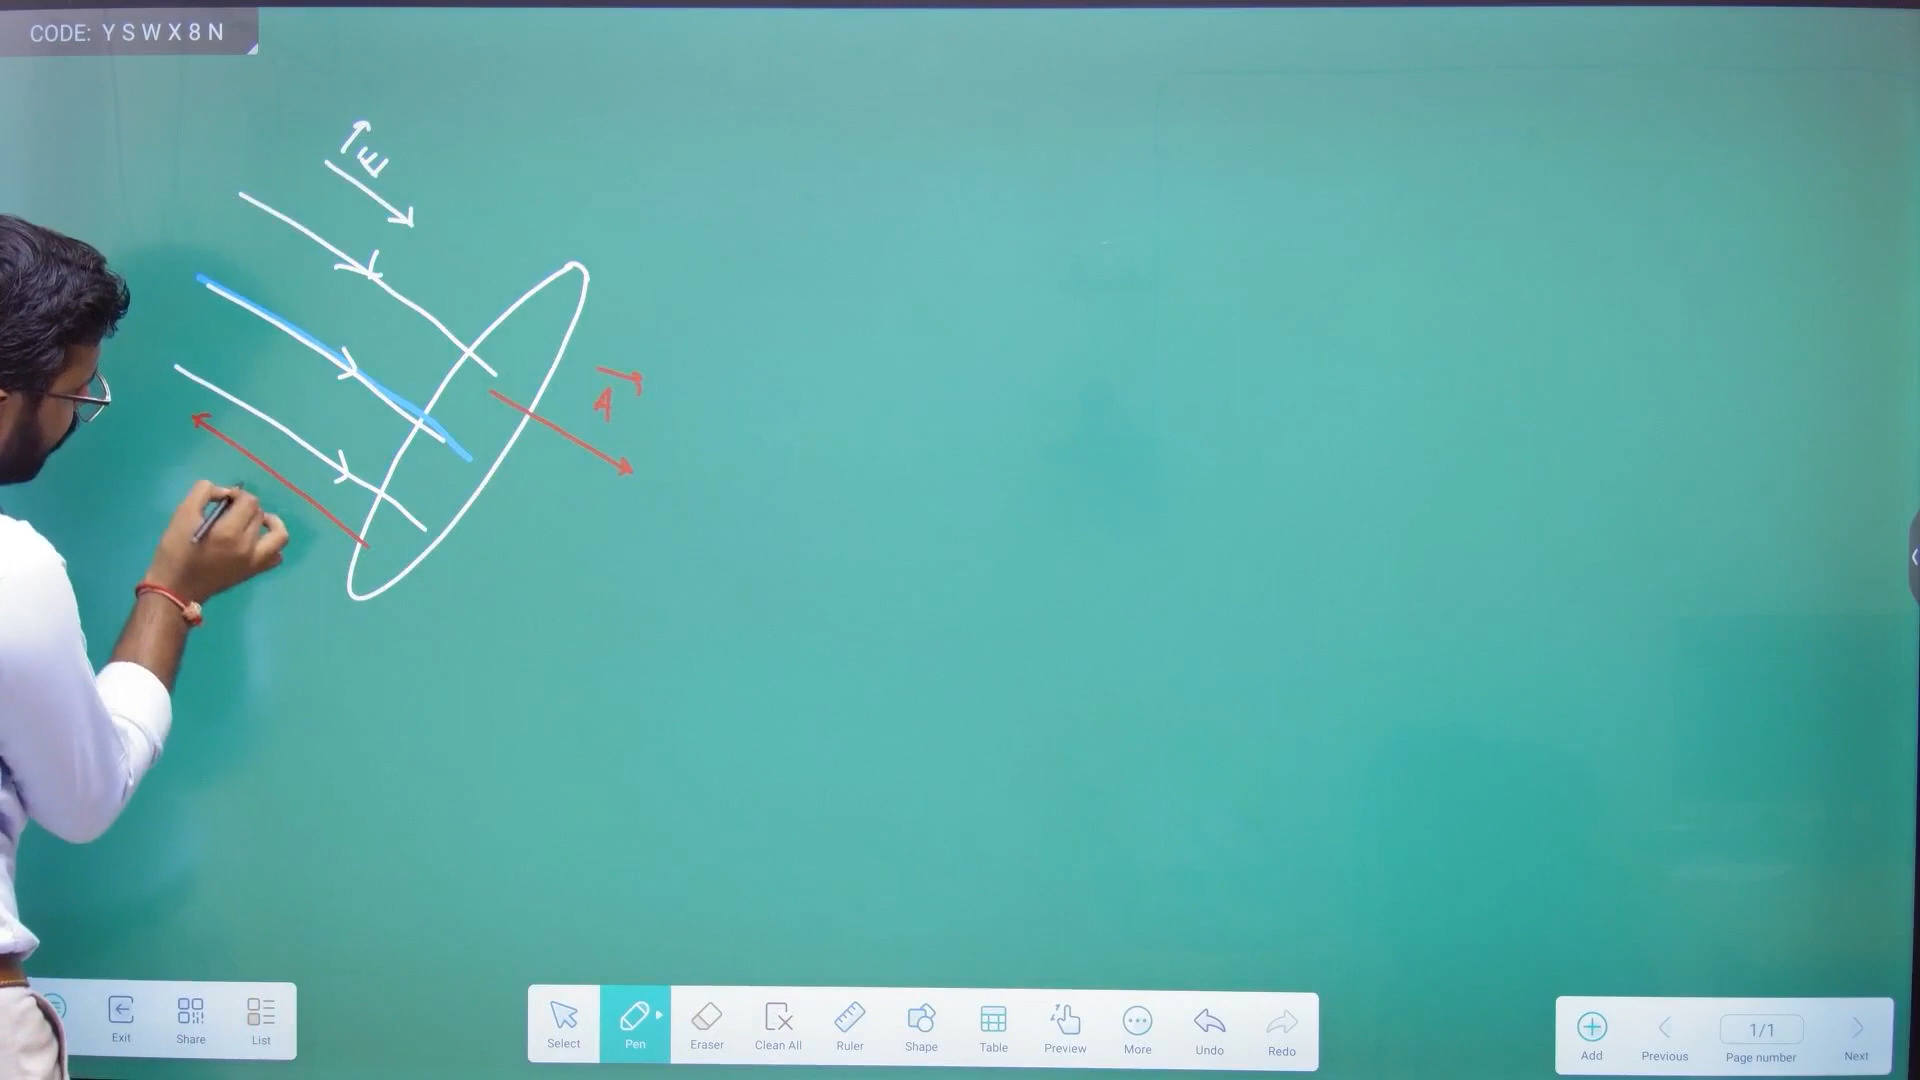 CODE: YSWX8N
E
A
Exit
Share
List
Select
Pen
Eraser
Clean All
Ruler
Shape
Table
Preview
More
Undo
Redo
Add
Previous
1/1
Page number
Next